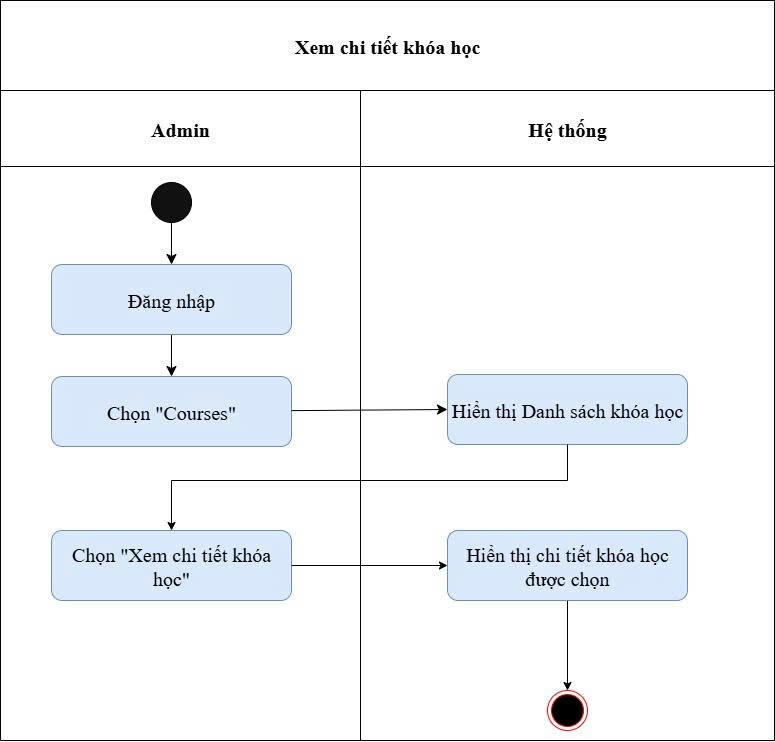 Xem chi tiết khóa học
Admin
Hệ thống
Đăng nhập
Chọn "Courses"
Hiển thị Danh sách khóa học
Chọn "Xem chi tiết khóa
học"
Hiển thị chi tiết khóa học
được chọn